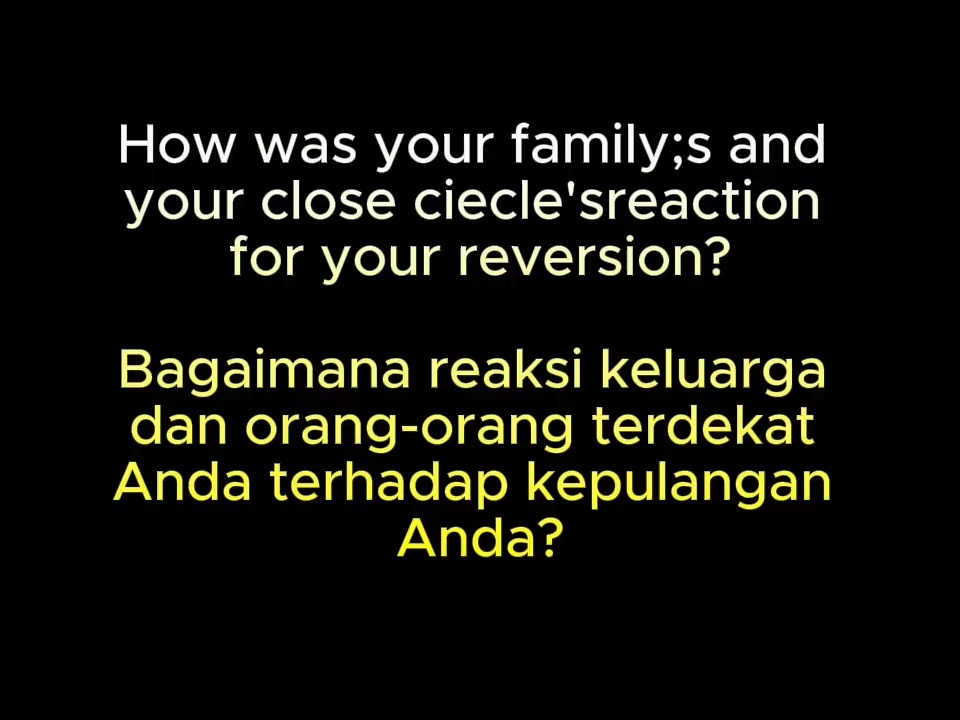 How was your family;s and
your close ciecle'sreaction
for your reversion?
Bagaimana reaksi keluarga
dan orang-orang terdekat
Anda terhadap kepulangan
Anda?